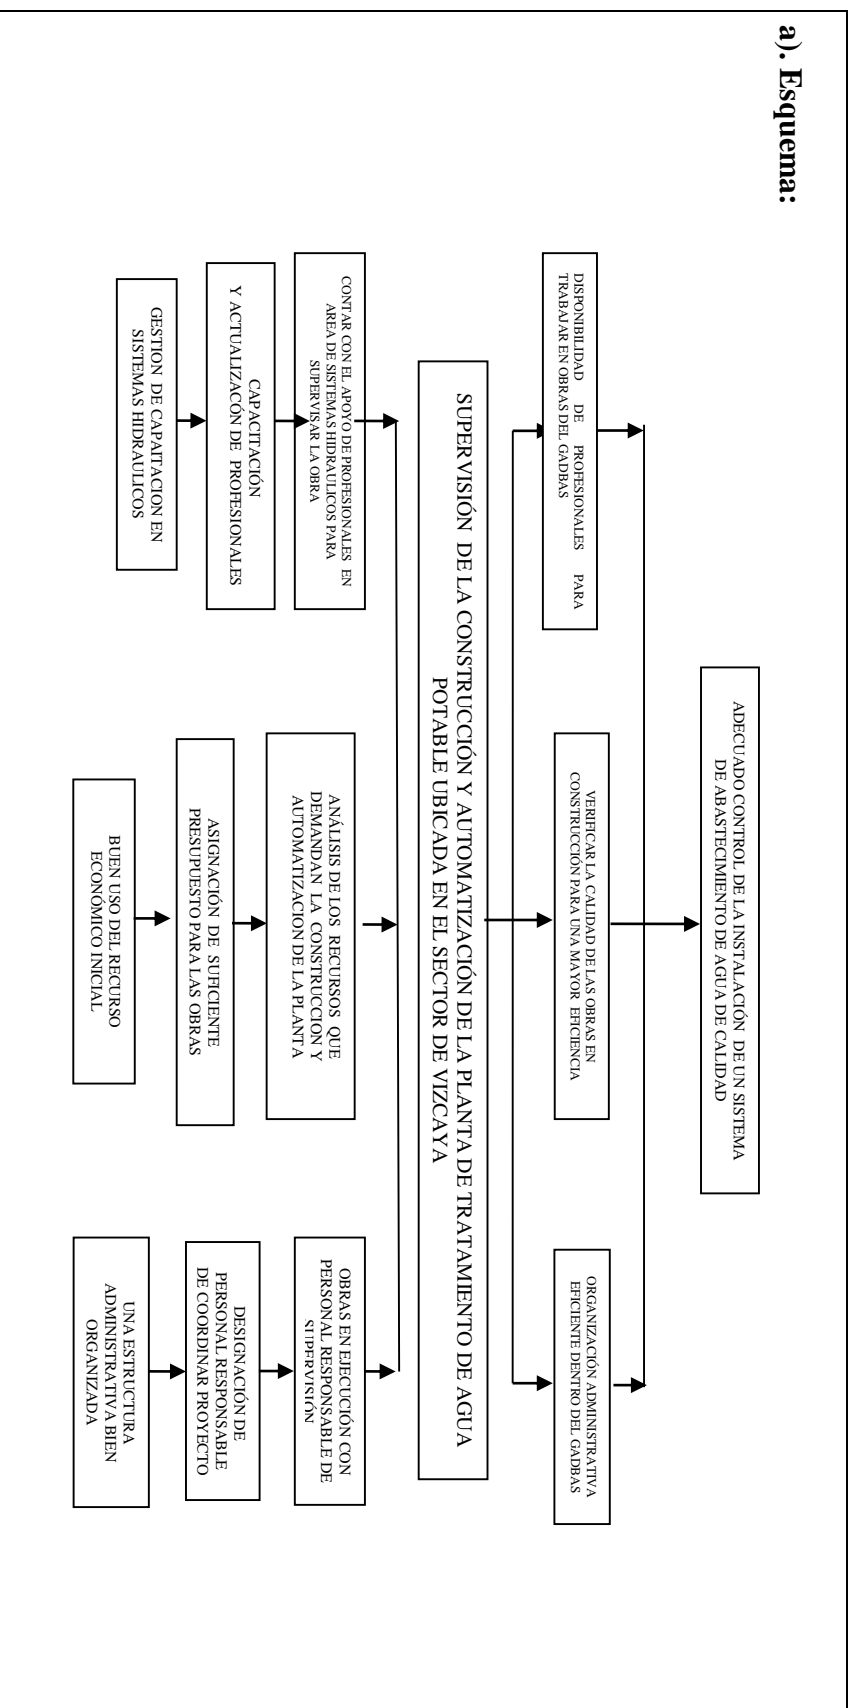 a). Esquema:
ADECUADO CONTROL DE LA INSTALACIÓN DE UN SISTEMA
DE ABASTECIMIENTO DE AGUA DE CALIDAD
DISPONIBILIDAD DE PROFESIONALES PARA
TRABAJAR EN OBRAS DEL GADBAS
VERIFICAR LA CALIDAD DE LAS OBRAS EN
CONSTRUCCIÓN PARA UNA MAYOR EFICIENCIA
ORGANIZACIÓN ADMINISTRATIVA
EFICIENTE DENTRO DEL GADBAS
SUPERVISIÓN DE LA CONSTRUCCIÓN Y AUTOMATIZACIÓN DE LA PLANTA DE TRATAMIENTO DE AGUA
POTABLE UBICADA EN EL SECTOR DE VIZCAYA
CONTAR CON EL APOYO DE PROFESIONALES EN
AREA DE SISTEMAS HIDRAULICOS PARA
SUPERVISAR LA OBRA
ANÁLISIS DE LOS RECURSOS QUE
DEMANDAN LA CONSTRUCCION Y
AUTOMATIZACION DE LA PLANTA
OBRAS EN EJECUCIÓN CON
PERSONAL RESPONSABLE DE
SUPERVISIÓN
CAPACITACIÓN
Y ACTUALIZACÓN DE PROFESIONALES
ASIGNACIÓN DE SUFICIENTE
PRESUPUESTO PARA LAS OBRAS
DESIGNACIÓN DE
PERSONAL RESPONSABLE
DE COORDINAR PROYECTO
GESTION DE CAPAITACION EN
SISTEMAS HIDRAULICOS
BUEN USO DEL RECURSO
ECONÓMICO INICIAL
UNA ESTRUCTURA
ADMINISTRATIVA BIEN
ORGANIZADA